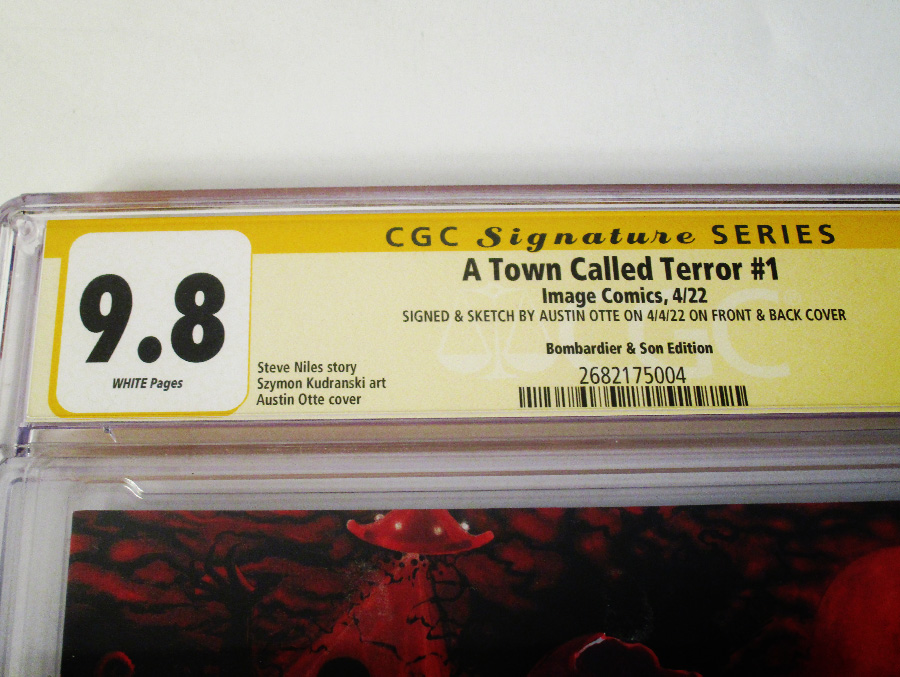 CGC Signature SERIES
A Town Called Terror #1
Image Comics, 4/22
SIGNED & SKETCH BY AUSTIN OTTE ON 4/4/22 ON FRONT & BACK COVER
Bombardier & Son Edition
2682175004
9.8
WHITE Pages
Steve Niles story
Szymon Kudranski art
Austin Otte cover
CGC